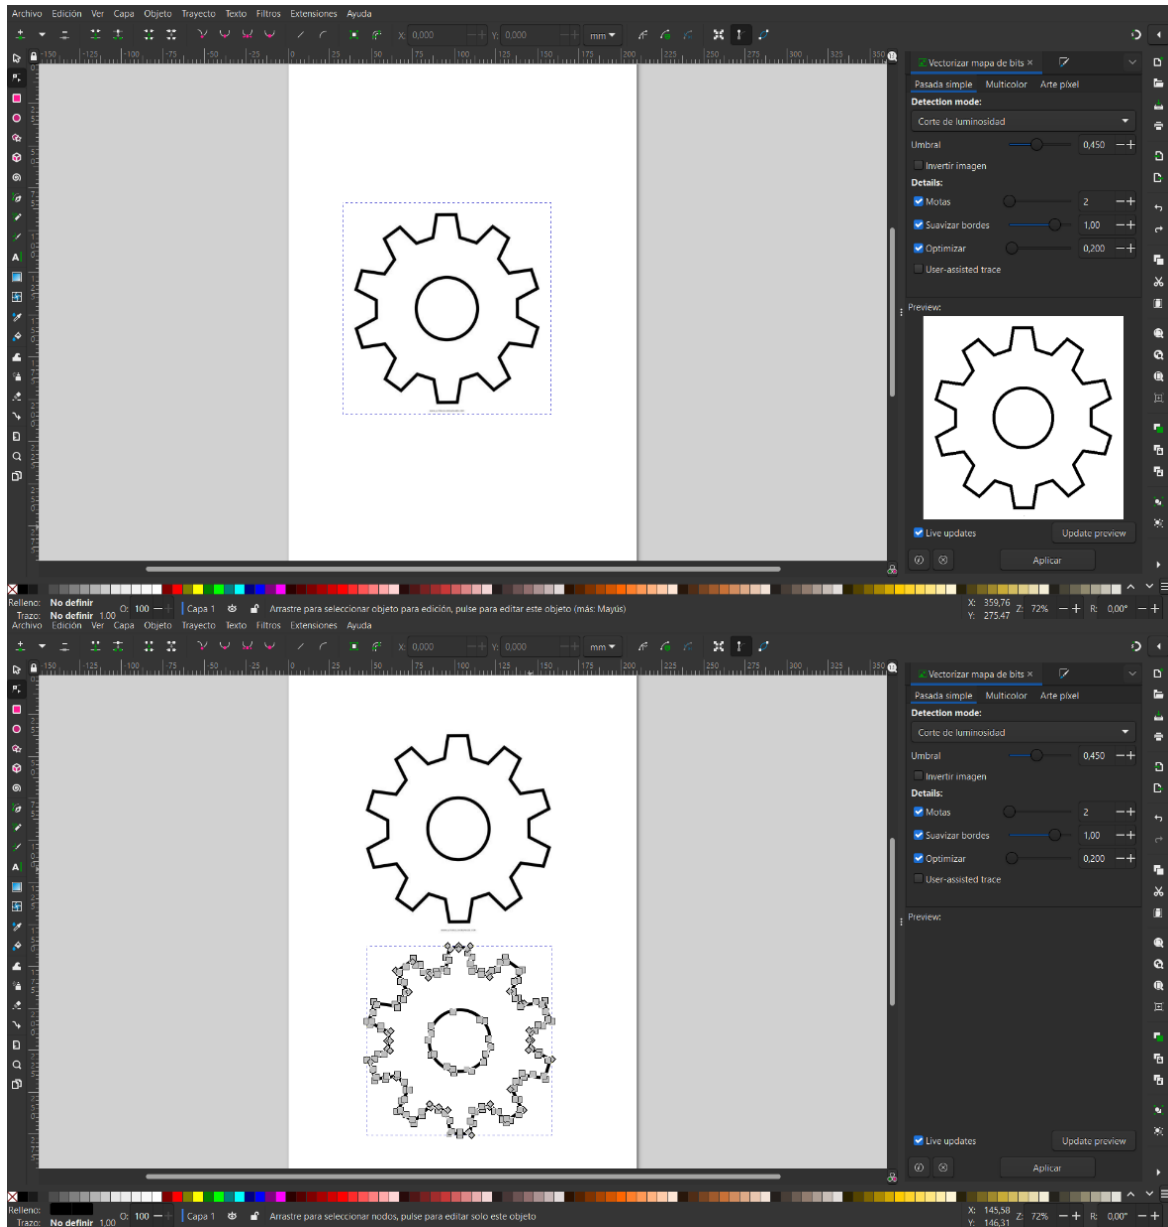 Archivo Edición Ver Capa Objeto Trayecto Texto Filtros Extensiones Ayuda
X: 0,000 Y: 0,000 mm
Vectorizar mapa de bits ×
Pasada simple Multicolor Arte píxel
Detection mode:
Corte de luminosidad
Umbral 0,450
Invertir imagen
Details:
Motas 2
Suavizar bordes 1,00
Optimizar 0,200
User-assisted trace
Preview:
Live updates Update preview
Aplicar
Relleno: No definir
Trazo: No definir 1,00 O: 100 Capa 1 Arrastre para seleccionar objeto para edición, pulse para editar este objeto (más: Mayús) X: 359,76 Y: 275,47 Z: 72% R: 0,00°
Archivo Edición Ver Capa Objeto Trayecto Texto Filtros Extensiones Ayuda
X: 0,000 Y: 0,000 mm
Vectorizar mapa de bits ×
Pasada simple Multicolor Arte píxel
Detection mode:
Corte de luminosidad
Umbral 0,450
Invertir imagen
Details:
Motas 2
Suavizar bordes 1,00
Optimizar 0,200
User-assisted trace
Preview:
Live updates Update preview
Aplicar
Relleno:
Trazo: No definir 1,00 O: 100 Capa 1 Arrastre para seleccionar nodos, pulse para editar solo este objeto X: 145,58 Y: 146,31 Z: 72% R: 0,00°